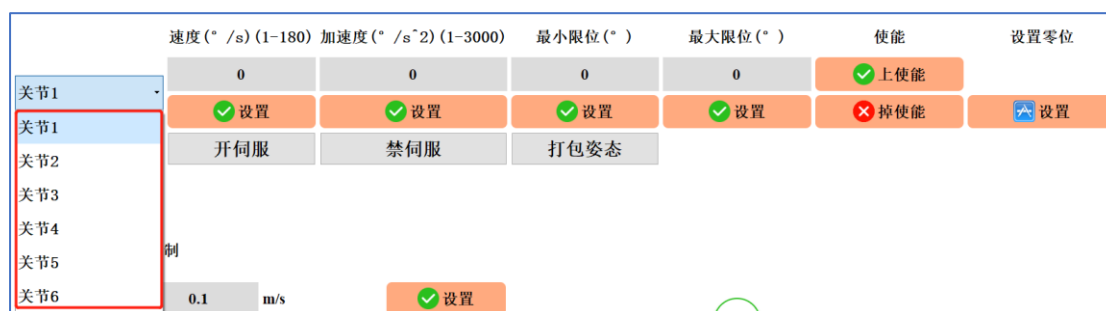 速度(°/s)(1-180) 加速度(°/s^2)(1-3000) 最小限位(°) 最大限位(°) 使能 设置零位
0 0 0 0 上使能
关节1
设置 设置 设置 设置 掉使能 设置
关节1
开伺服 禁伺服 打包姿态
关节2
关节3
关节4
制
关节5
关节6
0.1 m/s 设置